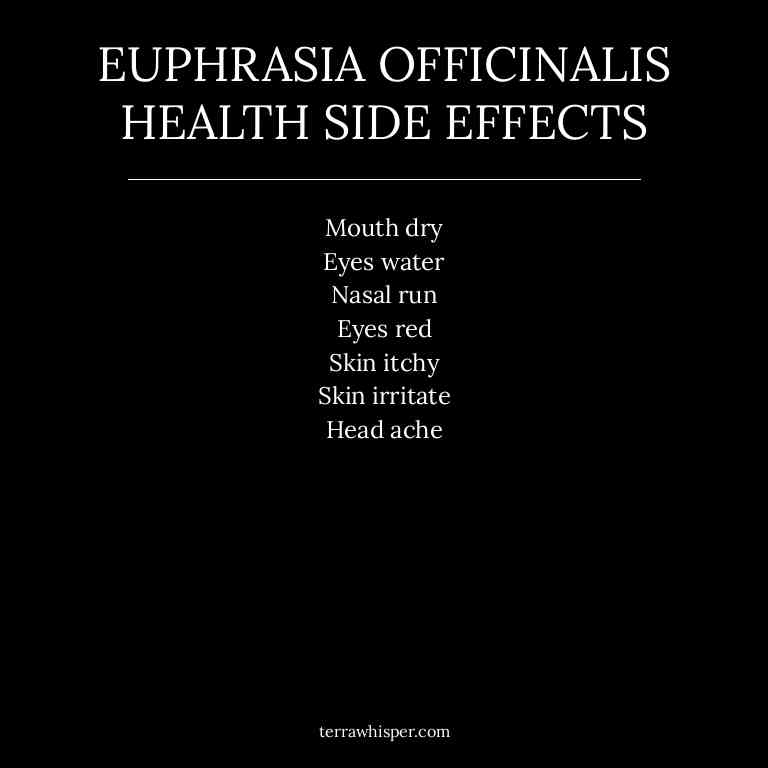 EUPHRASIA OFFICINALIS
HEALTH SIDE EFFECTS
Mouth dry
Eyes water
Nasal run
Eyes red
Skin itchy
Skin irritate
Head ache
terrawhisper.com